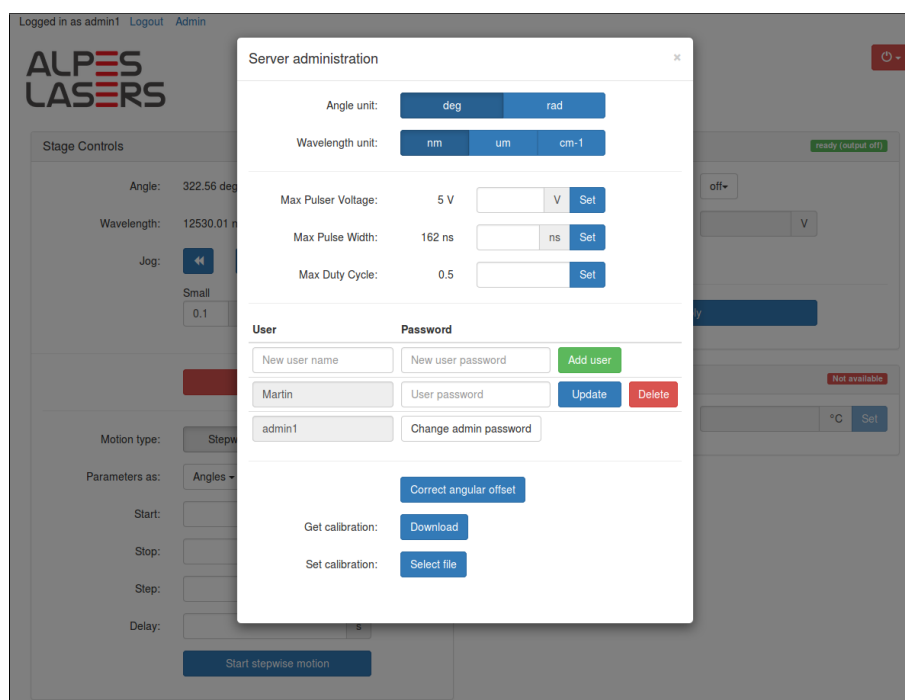 Logged in as admin1 Logout Admin
ALPES
LASERS
Server administration ×
Angle unit: deg rad
Wavelength unit: nm um cm-1
Max Pulser Voltage: 5 V V Set
Max Pulse Width: 162 ns ns Set
Max Duty Cycle: 0.5 Set
User Password
New user name New user password Add user
Martin User password Update Delete
admin1 Change admin password
Correct angular offset
Get calibration: Download
Set calibration: Select file
Stage Controls
Angle: 322.56 deg
Wavelength: 12530.01
Jog:
Small
0.1
Motion type:
Parameters as: Angles
Start:
Stop:
Step:
Delay: s
Start stepwise motion
ready (output off)
off
V
Not available
°C Set